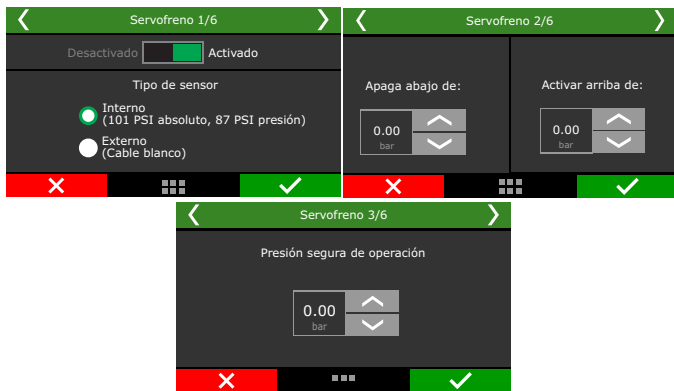 Servofreno 1/6
Desactivado
Activado
Tipo de sensor
Interno
(101 PSI absoluto, 87 PSI presión)
Externo
(Cable blanco)
Servofreno 2/6
Apaga abajo de:
0.00
bar
Activar arriba de:
0.00
bar
Servofreno 3/6
Presión segura de operación
0.00
bar